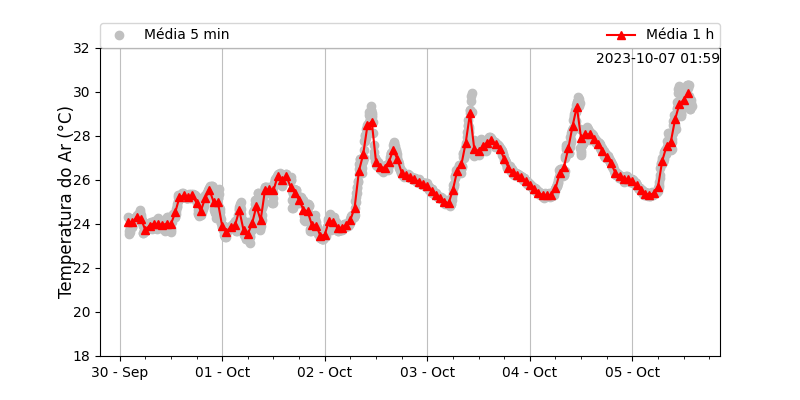 Média 5 min
Média 1 h
2023-10-07 01:59
Temperatura do Ar (°C)
32
30
28
26
24
22
20
18
30 - Sep
01 - Oct
02 - Oct
03 - Oct
04 - Oct
05 - Oct